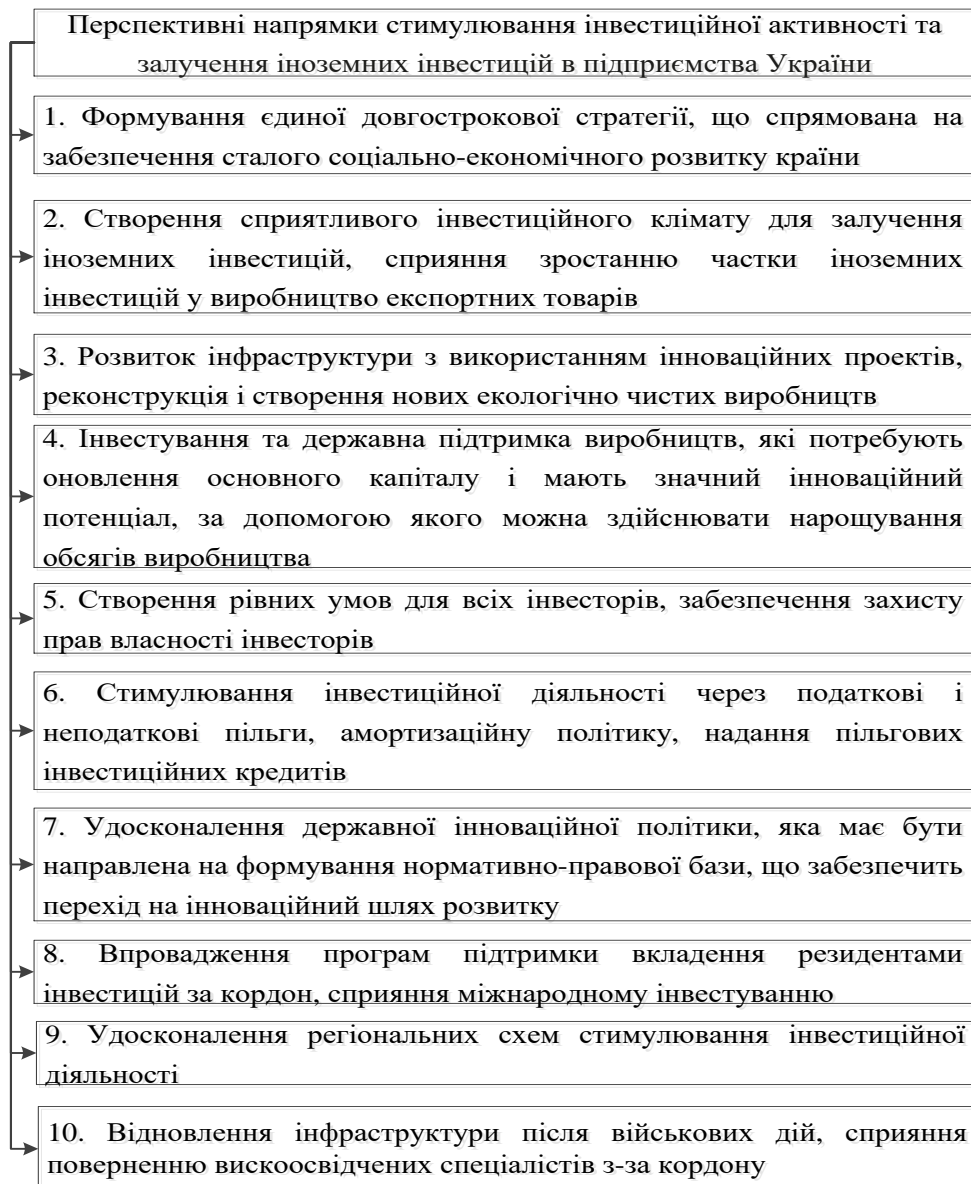 Перспективні напрямки стимулювання інвестиційної активності та
залучення іноземних інвестицій в підприємства України
1. Формування єдиної довгострокової стратегії, що спрямована на
забезпечення сталого соціально-економічного розвитку країни
2. Створення сприятливого інвестиційного клімату для залучення
іноземних інвестицій, сприяння зростанню частки іноземних
інвестицій у виробництво експортних товарів
3. Розвиток інфраструктури з використанням інноваційних проектів,
реконструкція і створення нових екологічно чистих виробництв
4. Інвестування та державна підтримка виробництв, які потребують
оновлення основного капіталу і мають значний інноваційний
потенціал, за допомогою якого можна здійснювати нарощування
обсягів виробництва
5. Створення рівних умов для всіх інвесторів, забезпечення захисту
прав власності інвесторів
6. Стимулювання інвестиційної діяльності через податкові і
неподаткові пільги, амортизаційну політику, надання пільгових
інвестиційних кредитів
7. Удосконалення державної інноваційної політики, яка має бути
направлена на формування нормативно-правової бази, що забезпечить
перехід на інноваційний шлях розвитку
8. Впровадження програм підтримки вкладення резидентами
інвестицій за кордон, сприяння міжнародному інвестуванню
9. Удосконалення регіональних схем стимулювання інвестиційної
діяльності
10. Відновлення інфраструктури після військових дій, сприяння
поверненню вискоосвідчених спеціалістів з-за кордону